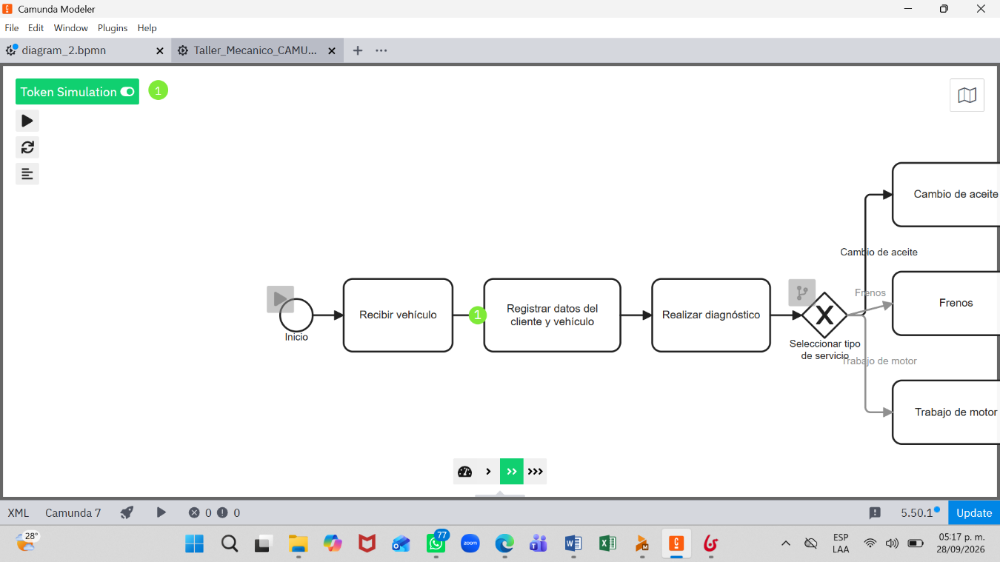 Camunda Modeler
File Edit Window Plugins Help
diagram_2.bpmn
Taller_Mecanico_CAMU...
Token Simulation
1
Cambio de aceite
Cambio de aceite
Frenos
Frenos
Inicio
Recibir vehículo
1
Registrar datos del
cliente y vehículo
Realizar diagnóstico
X
Seleccionar tipo
de servicio
Trabajo de motor
Trabajo de motor
XML Camunda 7 0 0 5.50.1 Update
28°
77
zoom
ESP
LAA
05:17 p. m.
28/09/2026